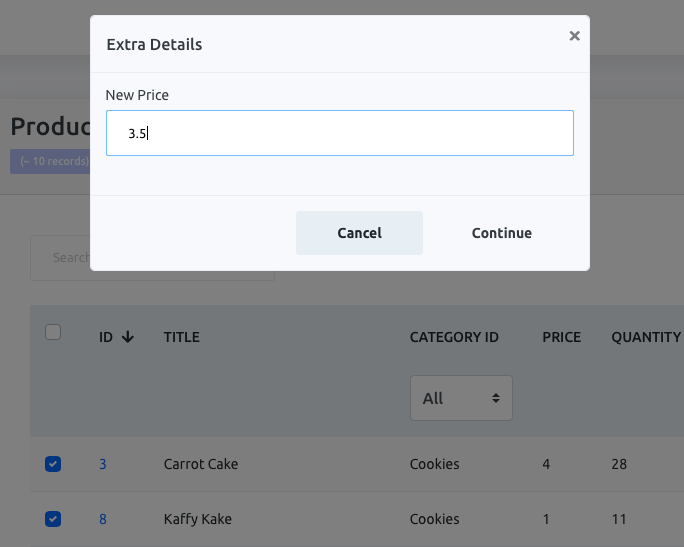 Extra Details
×
New Price
3.5
Cancel
Continue
Produc
(~ 10 records)
Search
ID
TITLE
CATEGORY ID
PRICE
QUANTITY
All
3
Carrot Cake
Cookies
4
28
8
Kaffy Kake
Cookies
1
11